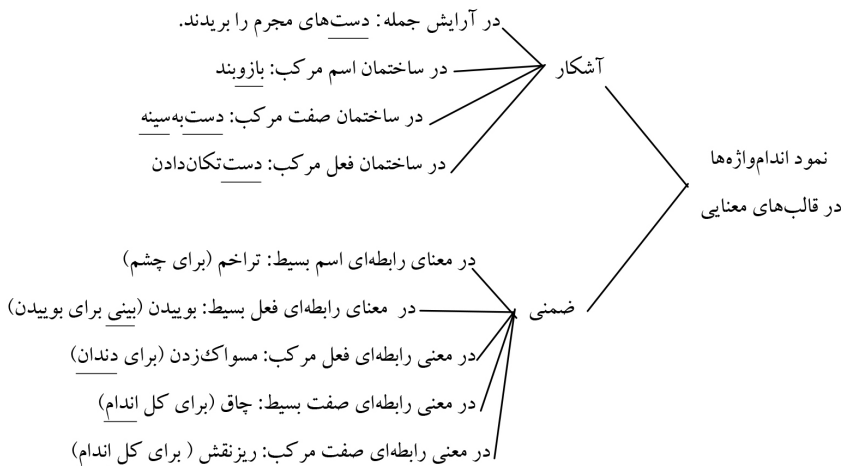 نمود اندام‌واژه‌ها
در قالب‌های معنایی
آشکار
در آرایش جمله: دست‌های مجرم را بریدند.
در ساختمان اسم مرکب: بازوبند
در ساختمان صفت مرکب: دست‌به‌سینه
در ساختمان فعل مرکب: دست‌تکان‌دادن
ضمنی
در معنای رابطه‌ای اسم بسیط: تراخم (برای چشم)
در معنای رابطه‌ای فعل بسیط: بوییدن (بینی برای بوییدن)
در معنی رابطه‌ای فعل مرکب: مسواك‌زدن (برای دندان)
در معنی رابطه‌ای صفت بسیط: چاق (برای کل اندام)
در معنی رابطه‌ای صفت مرکب: ریزنقش ( برای کل اندام)